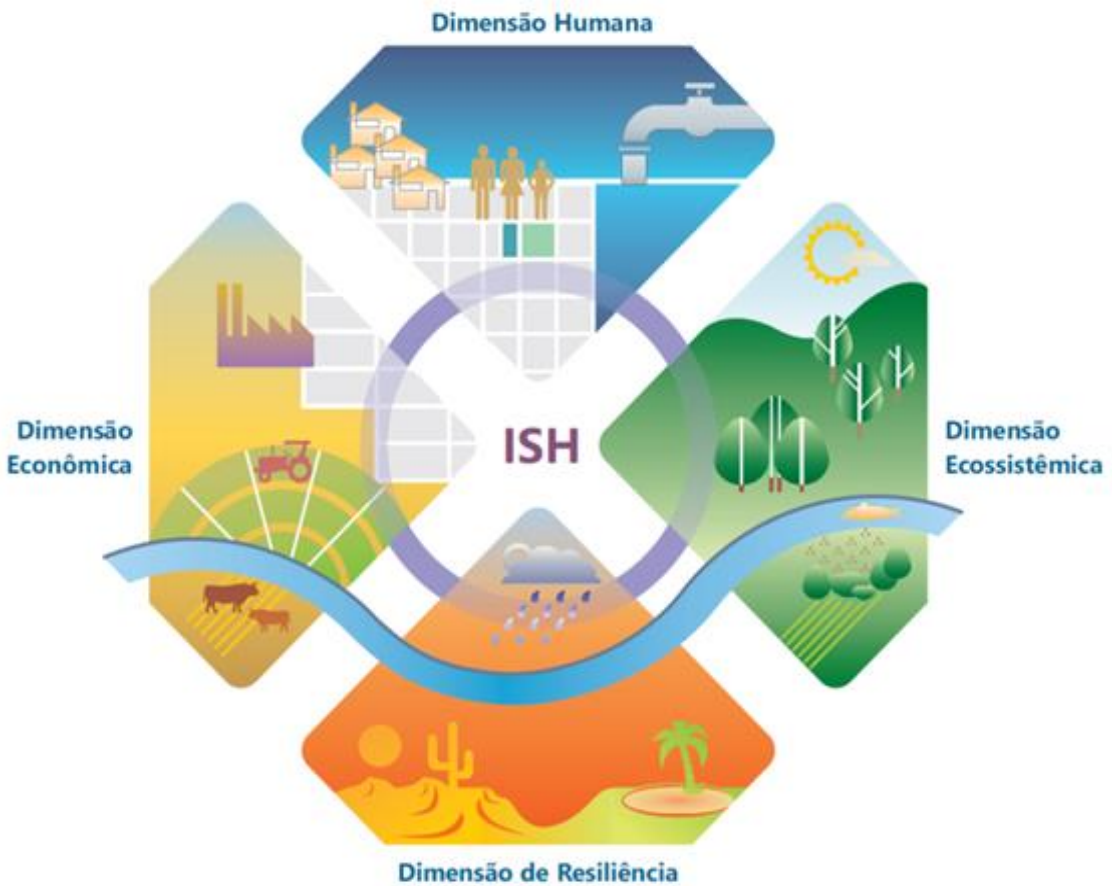 Dimensão Humana
Dimensão
Econômica
ISH
Dimensão
Ecossistêmica
Dimensão de Resiliência